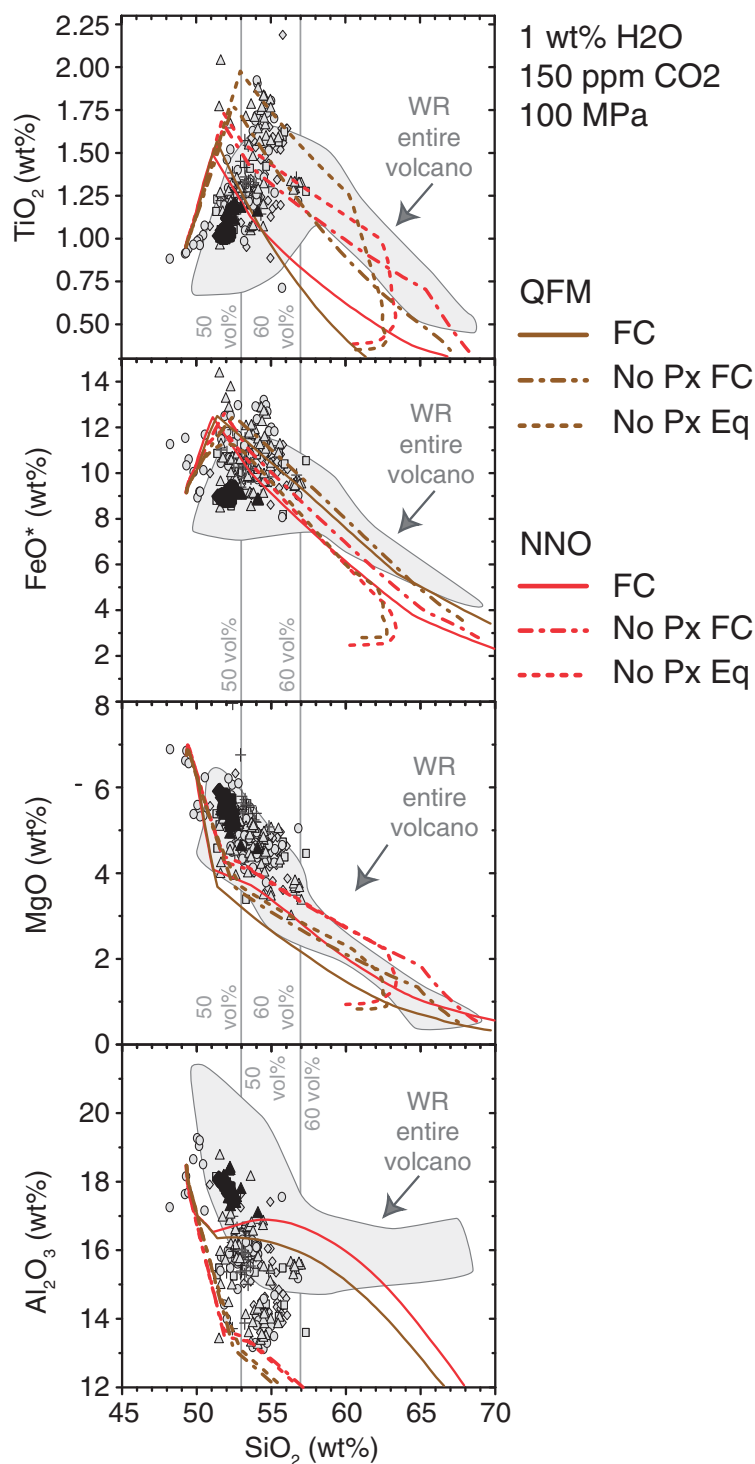 2.25
2.00
1.75
1.50
1.25
1.00
0.75
0.50
TiO2 (wt%)
WR
entire
volcano
50
vol%
60
vol%
1 wt% H2O
150 ppm CO2
100 MPa
QFM
FC
No Px FC
No Px Eq
NNO
FC
No Px FC
No Px Eq
14
12
10
8
6
4
2
FeO* (wt%)
WR
entire
volcano
50 vol%
60 vol%
8
6
4
2
0
MgO (wt%)
-
WR
entire
volcano
50
vol%
60
vol%
20
18
16
14
12
Al2O3 (wt%)
50
vol%
60 vol%
WR
entire
volcano
45 50 55 60 65 70
SiO2 (wt%)